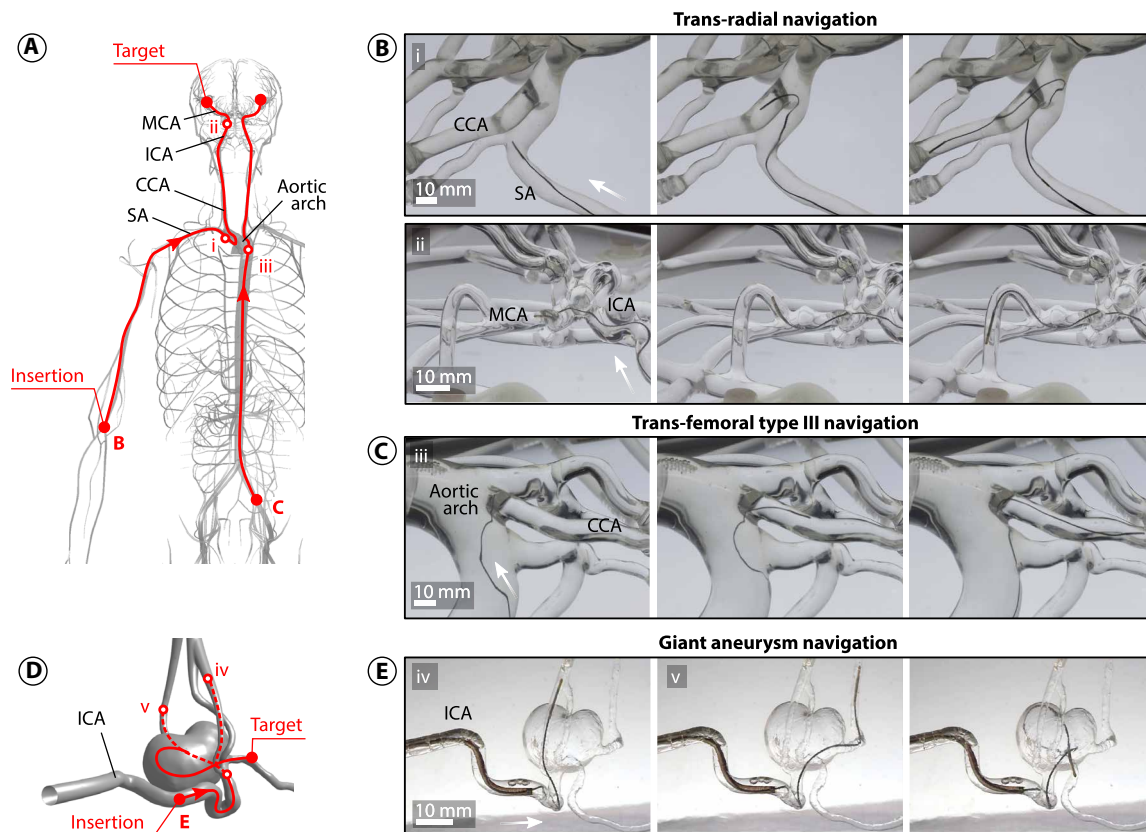 A
Target
MCA
ii
ICA
CCA
Aortic
arch
SA
i
iii
Insertion
B
C
Trans-radial navigation
B
i
CCA
SA
10 mm
ii
MCA
ICA
10 mm
Trans-femoral type III navigation
C
iii
Aortic
arch
CCA
10 mm
D
iv
v
ICA
Target
Insertion
E
Giant aneurysm navigation
E
iv
v
ICA
10 mm